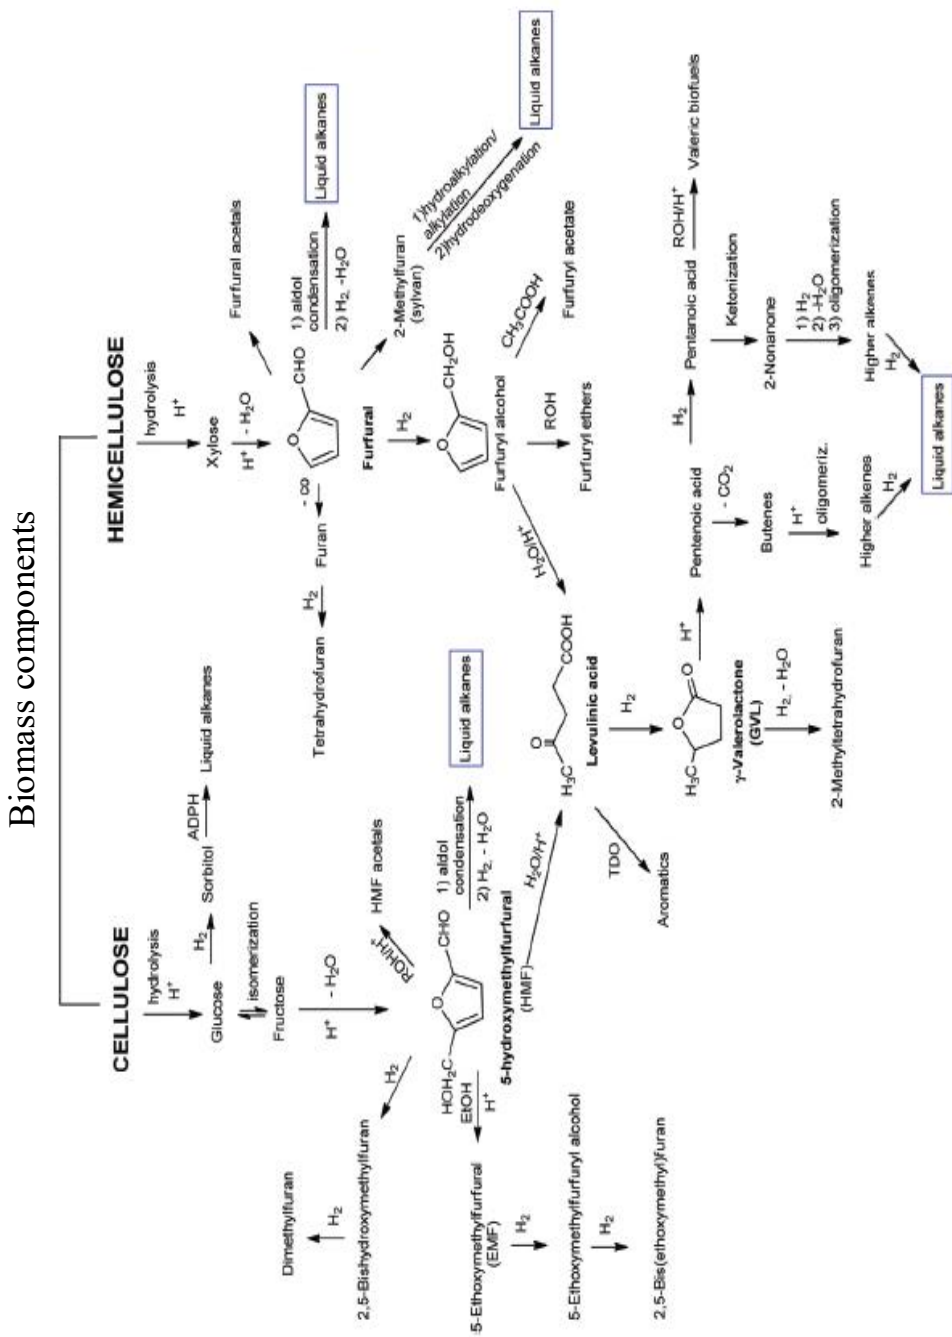 Biomass components
CELLULOSE
HEMICELLULOSE
hydrolysis
H⁺
Glucose
H₂
Sorbitol
ADPH
Liquid alkanes
isomerization
Fructose
H⁺
- H₂O
HOH₂C
O
CHO
5-hydroxymethylfurfural
(HMF)
ROH/H⁺
HMF acetals
1) aldol
condensation
2) H₂, - H₂O
Liquid alkanes
H₂
2,5-Bishydroxymethylfuran
H₂
Dimethylfuran
EtOH
H⁺
5-Ethoxymethylfurfural
(EMF)
H₂
5-Ethoxymethylfurfuryl alcohol
H₂
2,5-Bis(ethoxymethyl)furan
H₂O/H⁺
hydrolysis
H⁺
Xylose
H⁺
- H₂O
O
CHO
Furfural
Furfural acetals
1) aldol
condensation
2) H₂, -H₂O
Liquid alkanes
- CO
Furan
H₂
Tetrahydrofuran
2-Methylfuran
(sylvan)
1)hydroalkylation/
alkylation
2)hydrodeoxygenation
Liquid alkanes
H₂
O
CH₂OH
Furfuryl alcohol
CH₃COOH
Furfuryl acetate
ROH
Furfuryl ethers
H₂O/H⁺
H₃C
O
COOH
Levulinic acid
TDO
Aromatics
H₂
H₃C
O
O
γ-Valerolactone
(GVL)
H₂, - H₂O
2-Methyltetrahydrofuran
H⁺
Pentenoic acid
- CO₂
Butenes
H⁺
oligomeriz.
Higher alkenes
H₂
H₂
Pentanoic acid
ROH/H⁺
Valeric biofuels
Ketonization
2-Nonanone
1) H₂
2) -H₂O
3) oligomerization
Higher alkenes
H₂
Liquid alkanes